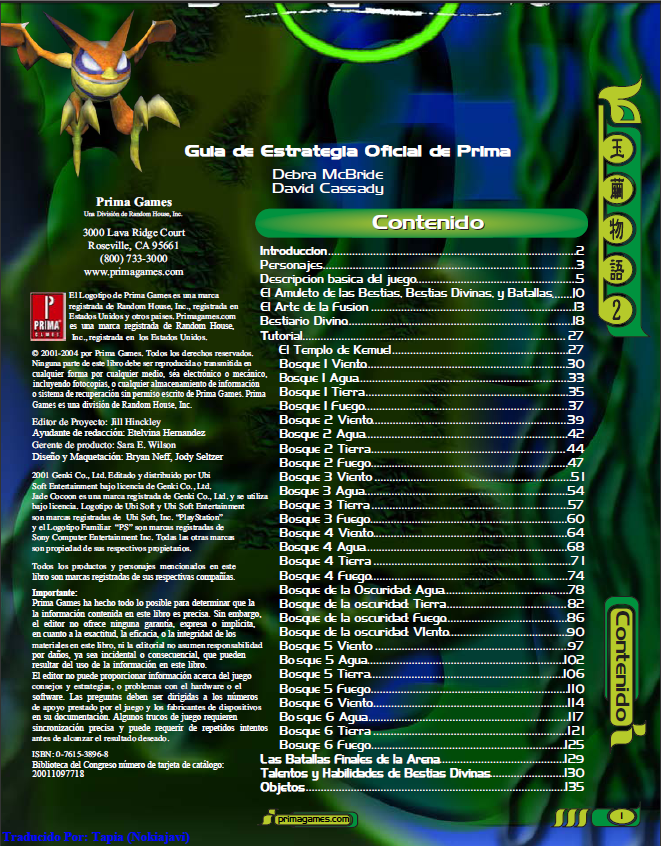 Guia de Estrategia Oficial de Prima
Debra McBride
David Cassady
Prima Games
Una División de Random House, Inc.
3000 Lava Ridge Court
Roseville, CA 95661
(800) 733-3000
www.primagames.com
PRIMA
GAMES
El Logotipo de Prima Games es una marca
registrada de Random House, Inc., registrada en
Estados Unidos y otros países. Primagames.com
es una marca registrada de Random House,
Inc., registrada en los Estados Unidos.
© 2001-2004 por Prima Games. Todos los derechos reservados.
Ninguna parte de este libro debe ser reproducida o transmitida en
cualquier forma por cualquier medio, séa electrónico o mecánico,
incluyendo fotocopias, o cualquier almacenamiento de información
o sistema de recuperación sin permiso escrito de Prima Games. Prima
Games es una división de Random House, Inc.
Editor de Proyecto: Jill Hinckley
Ayudante de redacción: Etelvina Hernandez
Gerente de producto: Sara E. Wilson
Diseño y Maquetación: Bryan Neff, Jody Seltzer
2001 Genki Co., Ltd. Editado y distribuido por Ubi
Soft Entertainment bajo licencia de Genki Co., Ltd.
Jade Cocoon es una marca registrada de Genki Co., Ltd. y se utiliza
bajo licencia. Logotipo de Ubi Soft y Ubi Soft Entertainment
son marcas registradas de Ubi Soft, Inc. "PlayStation"
y el Logotipo Familiar "PS" son marcas registradas de
Sony Computer Entertainment Inc. Todas las otras marcas
son propiedad de sus respectivos propietarios.
Todos los productos y personajes mencionados en este
libro son marcas registradas de sus respectivas compañias.
Importante:
Prima Games ha hecho todo lo posible para determinar que la
la información contenida en este libro es precisa. Sin embargo,
el editor no ofrece ninguna garantía, expresa o implícita,
en cuanto a la exactitud, la eficacia, o la integridad de los
materiales en este libro, ni la editorial no asumen responsabilidad
por daños, ya sea incidental o consecuencial, que pueden
resultar del uso de la información en este libro.
El editor no puede proporcionar información acerca del juego
consejos y estrategias, o problemas con el hardware o el
software. Las preguntas deben ser dirigidas a los números
de apoyo prestado por el juego y los fabricantes de dispositivos
en su documentación. Algunos trucos de juego requieren
sincronización precisa y puede requerir de repetidos intentos
antes de alcanzar el resultado deseado.
ISBN: 0-7615-3896-8
Biblioteca del Congreso número de tarjeta de catálogo:
20011097718
Contenido
Introduccion 2
Personajes 3
Descripcion basica del juego 5
El Amuleto de las Bestias, Bestias Divinas, y Batallas 10
El Arte de la Fusion 13
Bestiario Divino 18
Tutorial 27
El Templo de Kemuel 27
Bosque 1 Viento 30
Bosque 1 Agua 33
Bosque 1 Tierra 35
Bosque 1 Fuego 37
Bosque 2 Viento 39
Bosque 2 Agua 42
Bosque 2 Tierra 44
Bosque 2 Fuego 47
Bosque 3 Viento 51
Bosque 3 Agua 54
Bosque 3 Tierra 57
Bosque 3 Fuego 60
Bosque 4 Viento 64
Bosque 4 Agua 68
Bosque 4 Tierra 71
Bosque 4 Fuego 74
Bosque de la Oscuridad: Agua 78
Bosque de la oscuridad: Tierra 82
Bosque de la oscuridad: Fuego 86
Bosque de la oscuridad: VIento 90
Bosque 5 Viento 97
Bosque 5 Agua 102
Bosque 5 Tierra 106
Bosque 5 Fuego 110
Bosque 6 Viento 114
Bosque 6 Agua 117
Bosque 6 Tierra 121
Bosuqe 6 Fuego 125
Las Batallas Finales de la Arena 129
Talentos y Habilidades de Bestias Divinas 130
Objetos 135
玉
繭
物
語
2
Contenido
primagames.com
1
Traducido Por: Tapin (Nekinjavi)